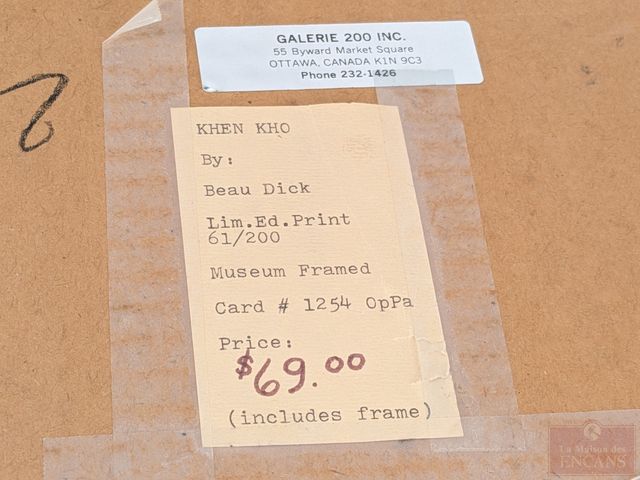 GALERIE 200 INC.
55 Byward Market Square
OTTAWA, CANADA K1N 9C3
Phone 232-1426
2
KHEN KHO
By:
Beau Dick
Lim.Ed.Print
61/200
Museum Framed
Card # 1254 OpPa
Price:
$69.00
(includes frame)
La Maison des
ENCANS